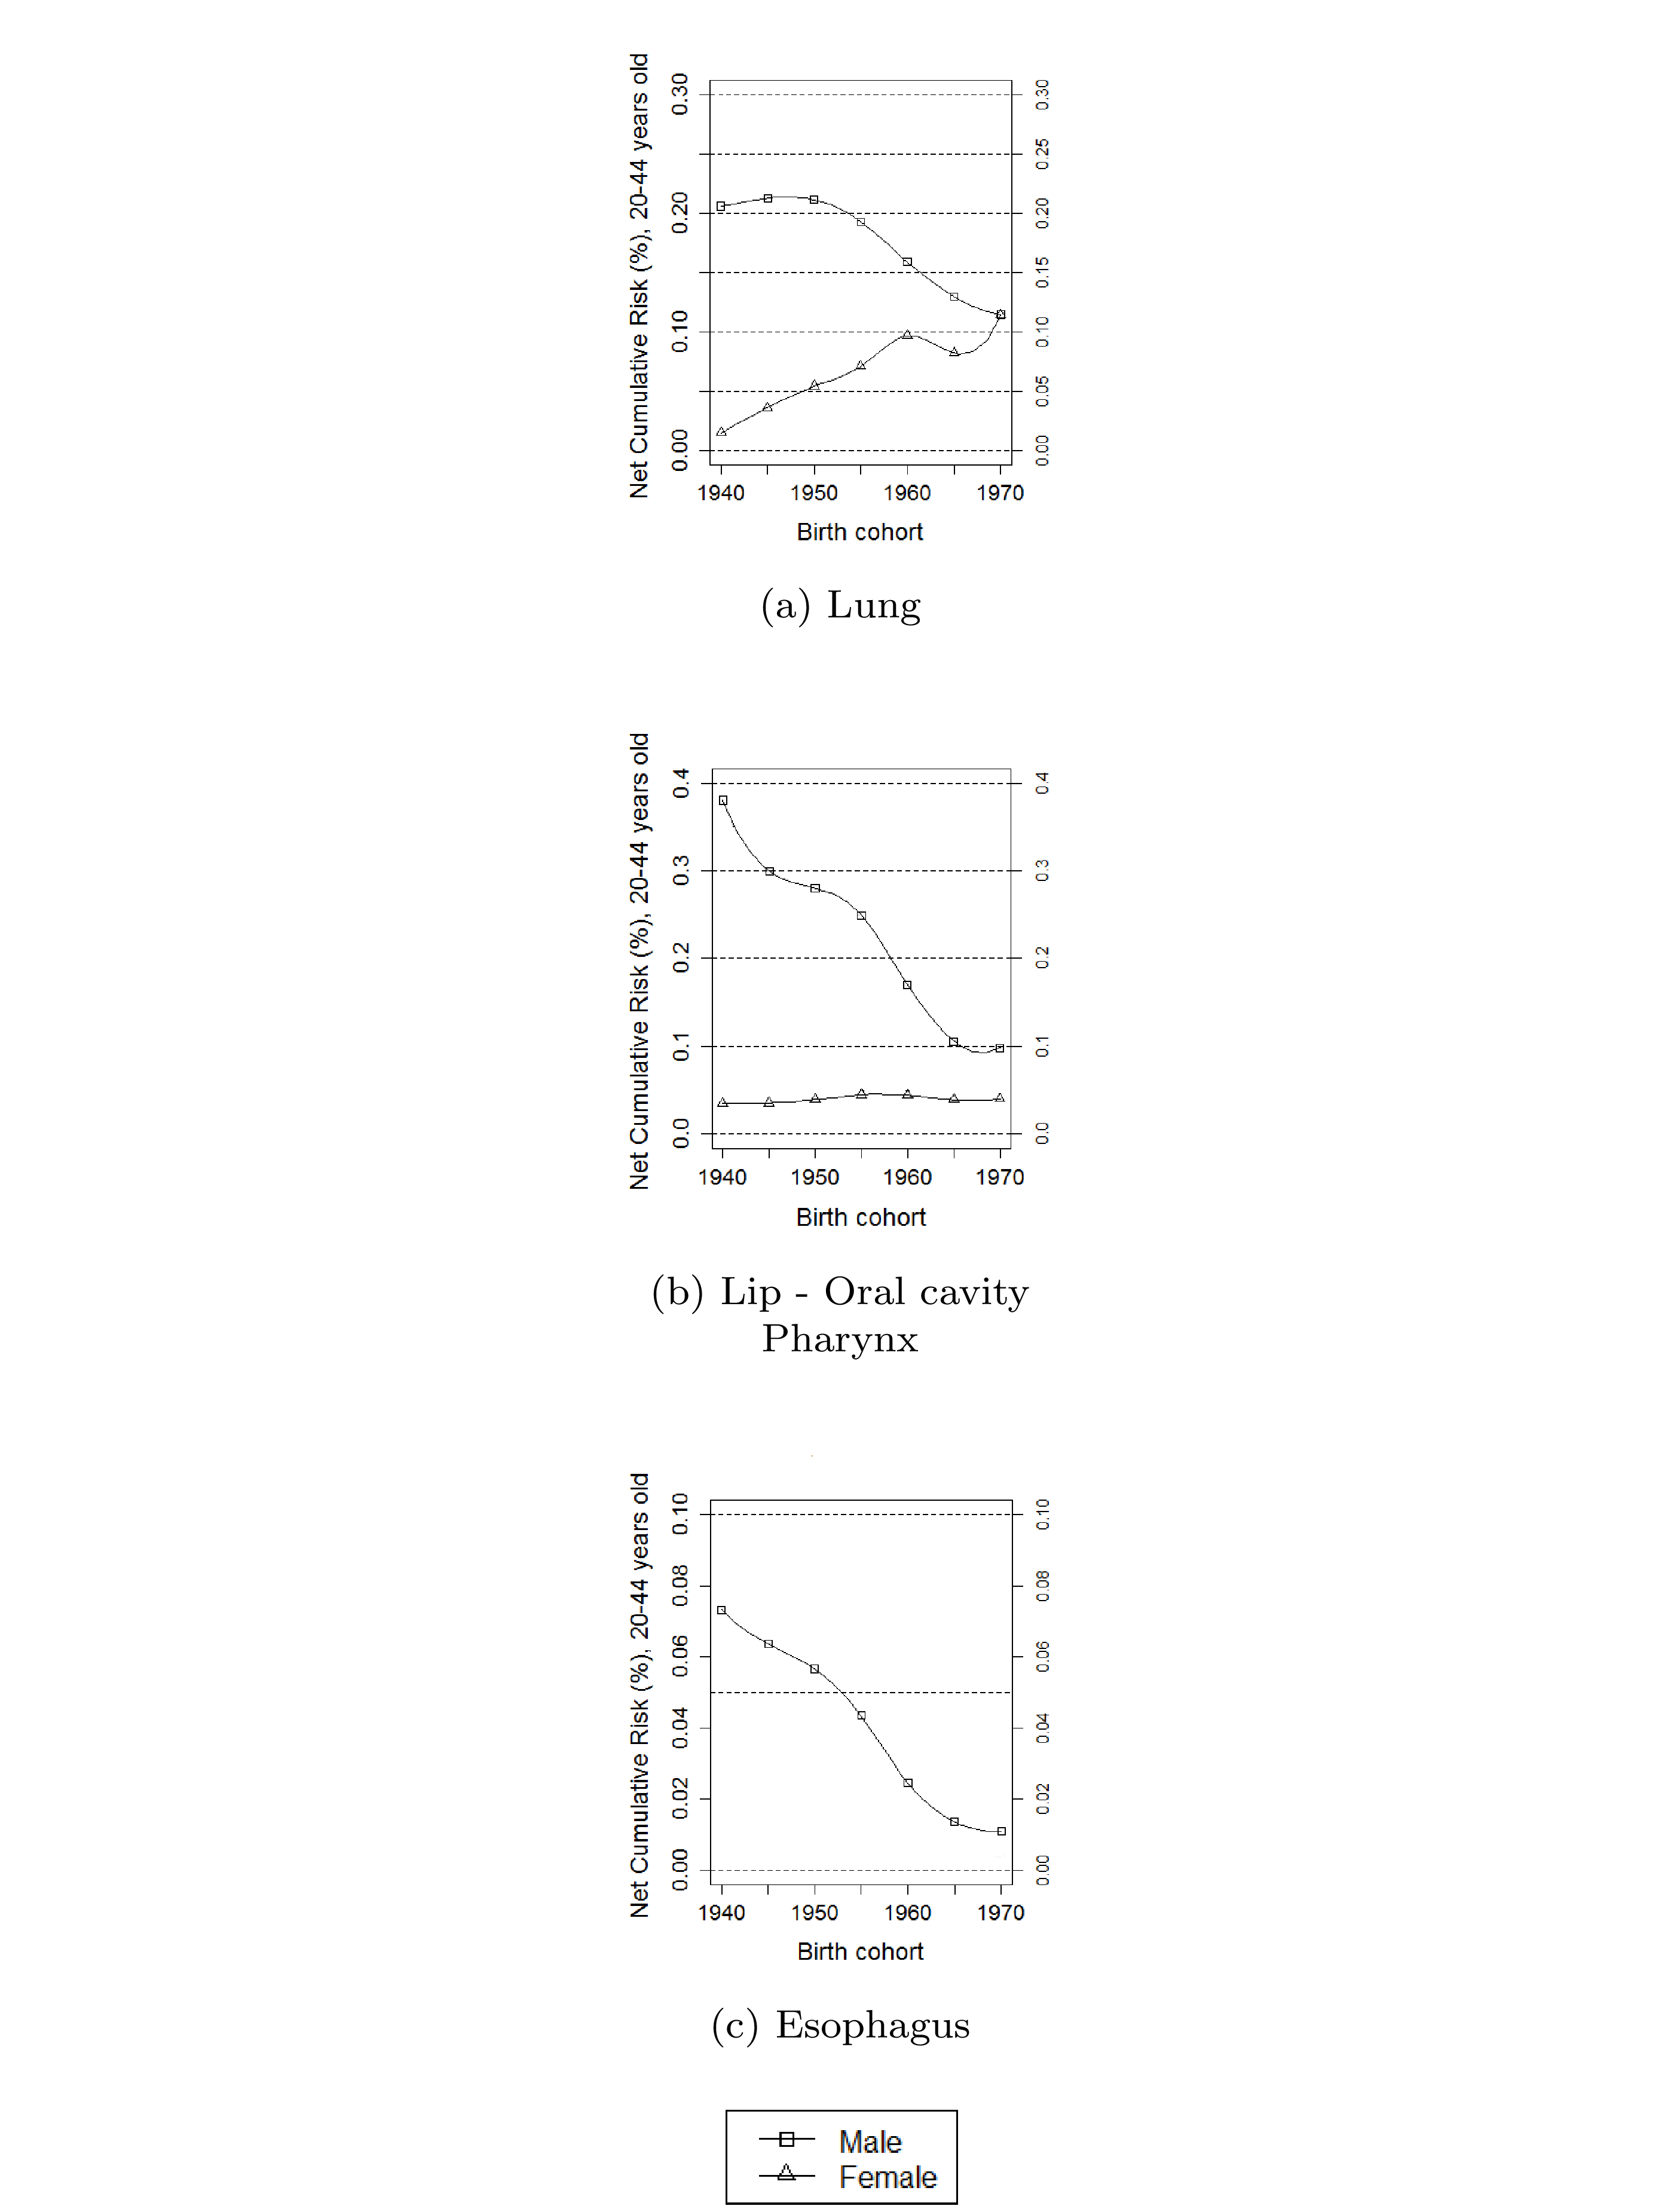 Net Cumulative Risk (%), 20-44 years old
0.30
0.20
0.10
0.00
0.30
0.25
0.20
0.15
0.10
0.05
0.00
1940 1950 1960 1970
Birth cohort
(a) Lung
Net Cumulative Risk (%), 20-44 years old
0.4
0.3
0.2
0.1
0.0
0.4
0.3
0.2
0.1
0.0
1940 1950 1960 1970
Birth cohort
(b) Lip - Oral cavity
Pharynx
Net Cumulative Risk (%), 20-44 years old
0.10
0.08
0.06
0.04
0.02
0.00
0.10
0.08
0.06
0.04
0.02
0.00
1940 1950 1960 1970
Birth cohort
(c) Esophagus
Male
Female